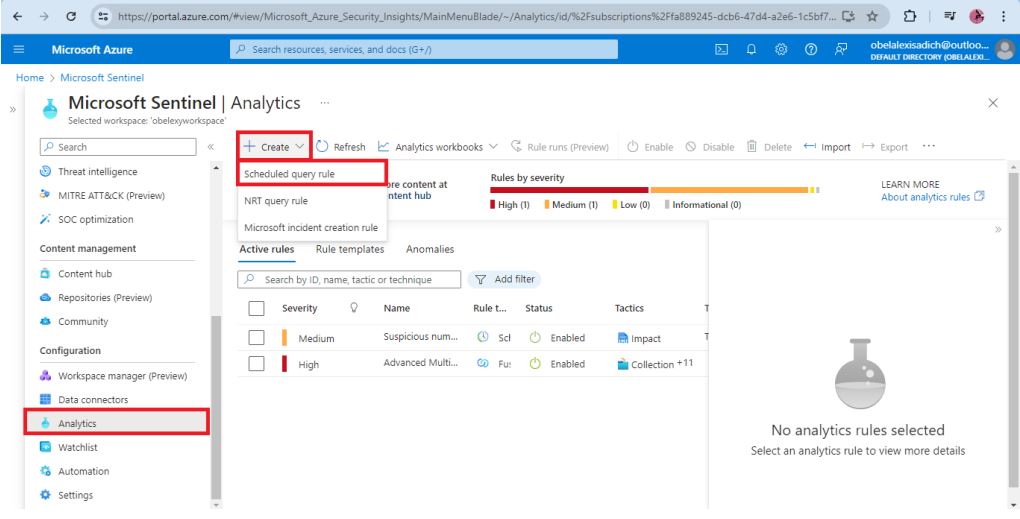 https://portal.azure.com/#view/Microsoft_Azure_Security_Insights/MainMenuBlade/~/Analytics/id/%2Fsubscriptions%2Ffa889245-dcb6-47d4-a2e6-1c5bf7...
Microsoft Azure
Search resources, services, and docs (G+/)
obelalexisadich@outloo...
DEFAULT DIRECTORY (OBELALEXI...
Home > Microsoft Sentinel
Microsoft Sentinel | Analytics ...
Selected workspace: 'obelexyworkspace'
Search
Create
Refresh
Analytics workbooks
Rule runs (Preview)
Enable
Disable
Delete
Import
Export
Threat intelligence
MITRE ATT&CK (Preview)
SOC optimization
Content management
Content hub
Repositories (Preview)
Community
Configuration
Workspace manager (Preview)
Data connectors
Analytics
Watchlist
Automation
Settings
Scheduled query rule
NRT query rule
Microsoft incident creation rule
ore content at
ntent hub
Rules by severity
High (1)
Medium (1)
Low (0)
Informational (0)
LEARN MORE
About analytics rules
Active rules
Rule templates
Anomalies
Search by ID, name, tactic or technique
Add filter
Severity
Name
Rule t...
Status
Tactics
T
Medium
Suspicious num...
Scl
Enabled
Impact
T
High
Advanced Multi...
Fu:
Enabled
Collection +11
No analytics rules selected
Select an analytics rule to view more details